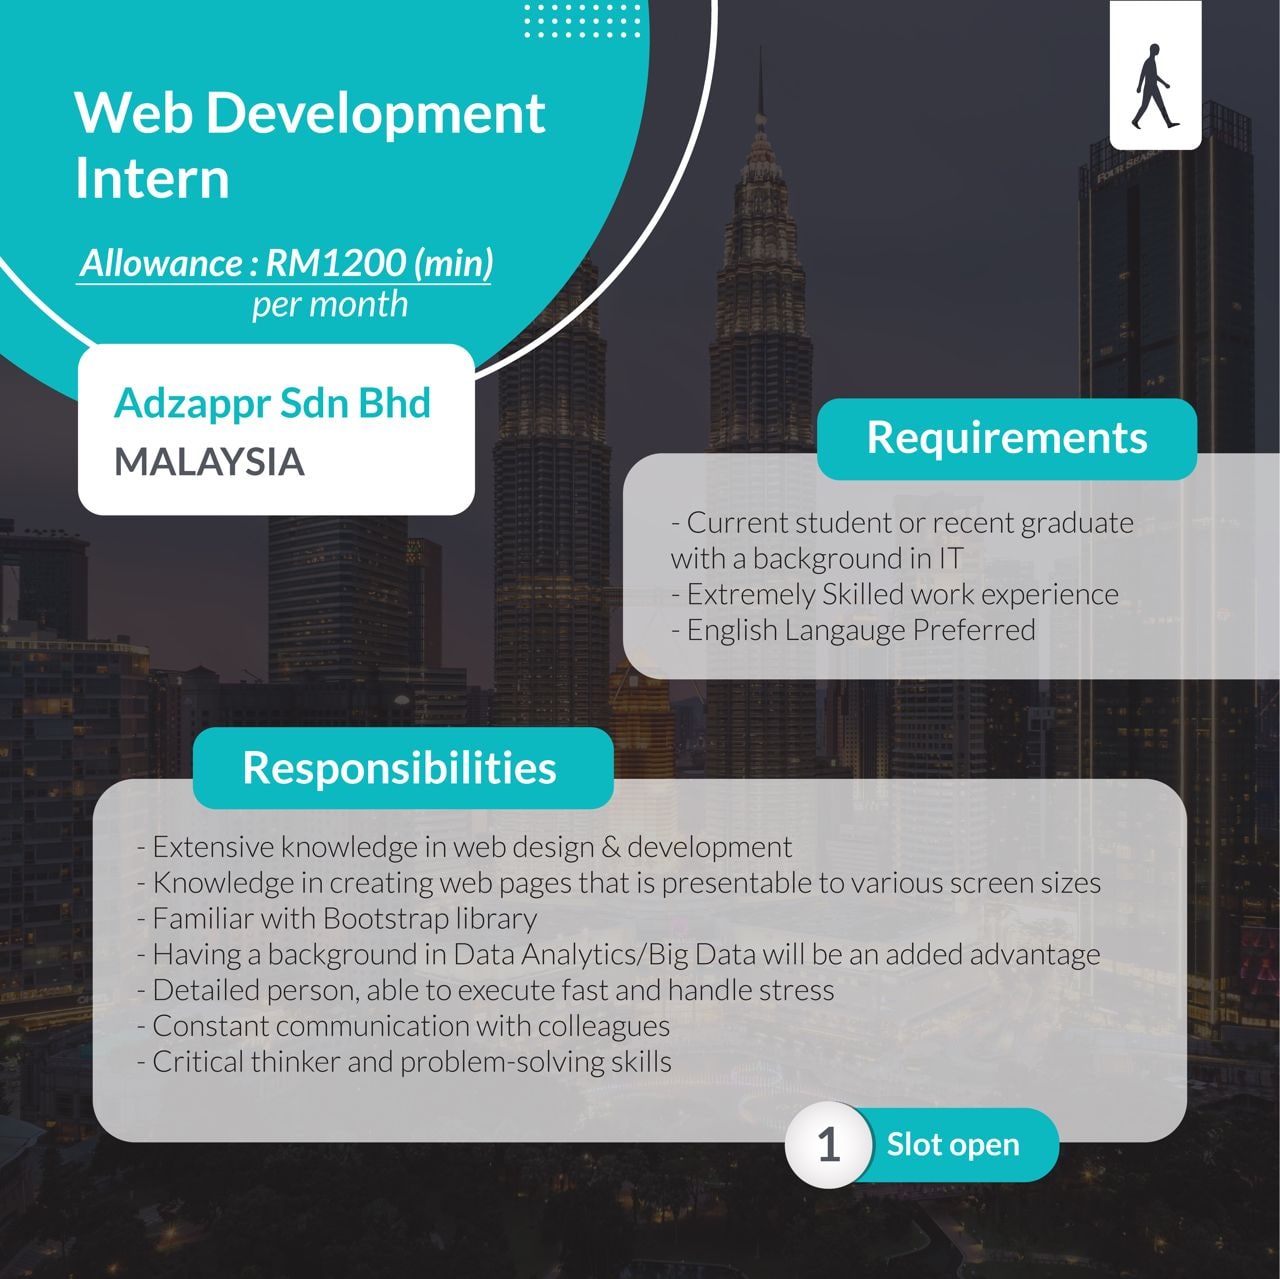 Web Development
Intern
Allowance : RM1200 (min)
per month
Adzappr Sdn Bhd
MALAYSIA
FOUR SEASONS
Requirements
- Current student or recent graduate
with a background in IT
- Extremely Skilled work experience
- English Langauge Preferred
Responsibilities
- Extensive knowledge in web design & development
- Knowledge in creating web pages that is presentable to various screen sizes
- Familiar with Bootstrap library
- Having a background in Data Analytics/Big Data will be an added advantage
- Detailed person, able to execute fast and handle stress
- Constant communication with colleagues
- Critical thinker and problem-solving skills
1 Slot open